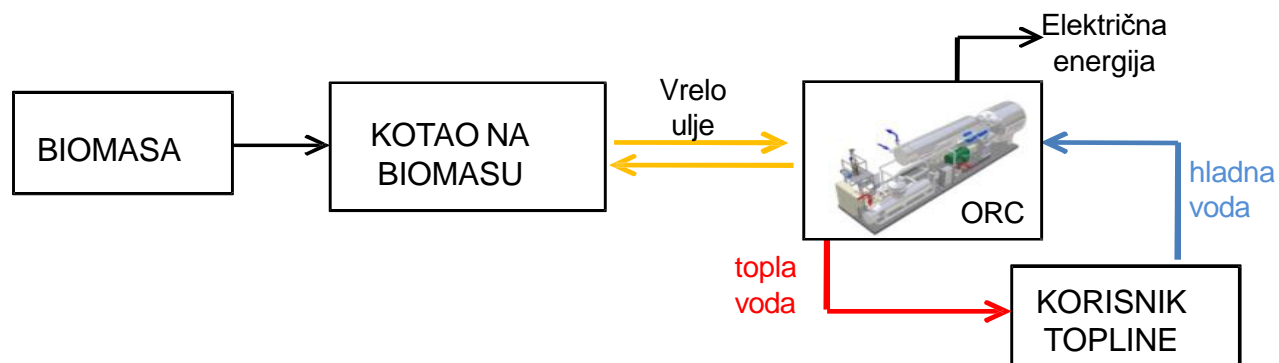 BIOMASA
KOTAO NA
BIOMASU
Vrelo
ulje
Električna
energija
ORC
hladna
voda
topla
voda
KORISNIK
TOPLINE